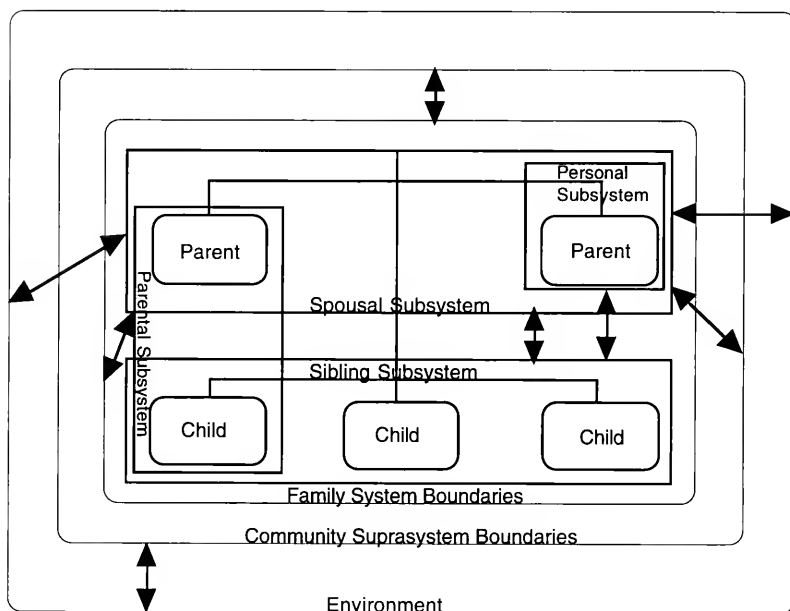 Personal
Subsystem
Parent
Parent
Parental Subsystem
Spousal Subsystem
Sibling Subsystem
Child
Child
Child
Family System Boundaries
Community Suprasystem Boundaries
Environment